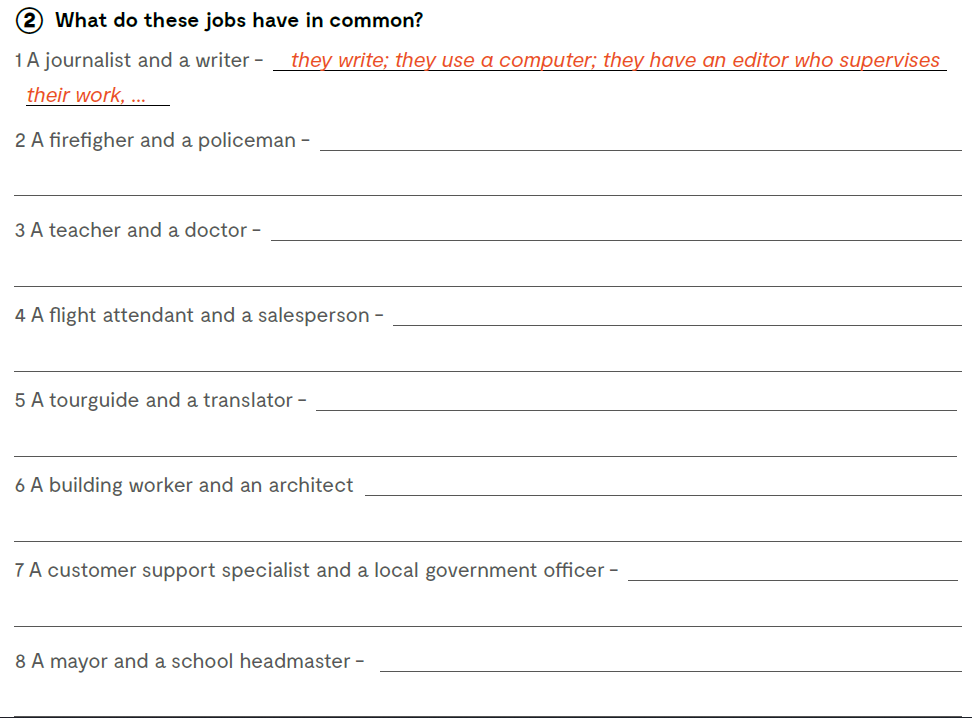 2 What do these jobs have in common?
1 A journalist and a writer – they write; they use a computer; they have an editor who supervises
their work, ...
2 A firefigher and a policeman –
3 A teacher and a doctor –
4 A flight attendant and a salesperson –
5 A tourguide and a translator –
6 A building worker and an architect
7 A customer support specialist and a local government officer –
8 A mayor and a school headmaster –